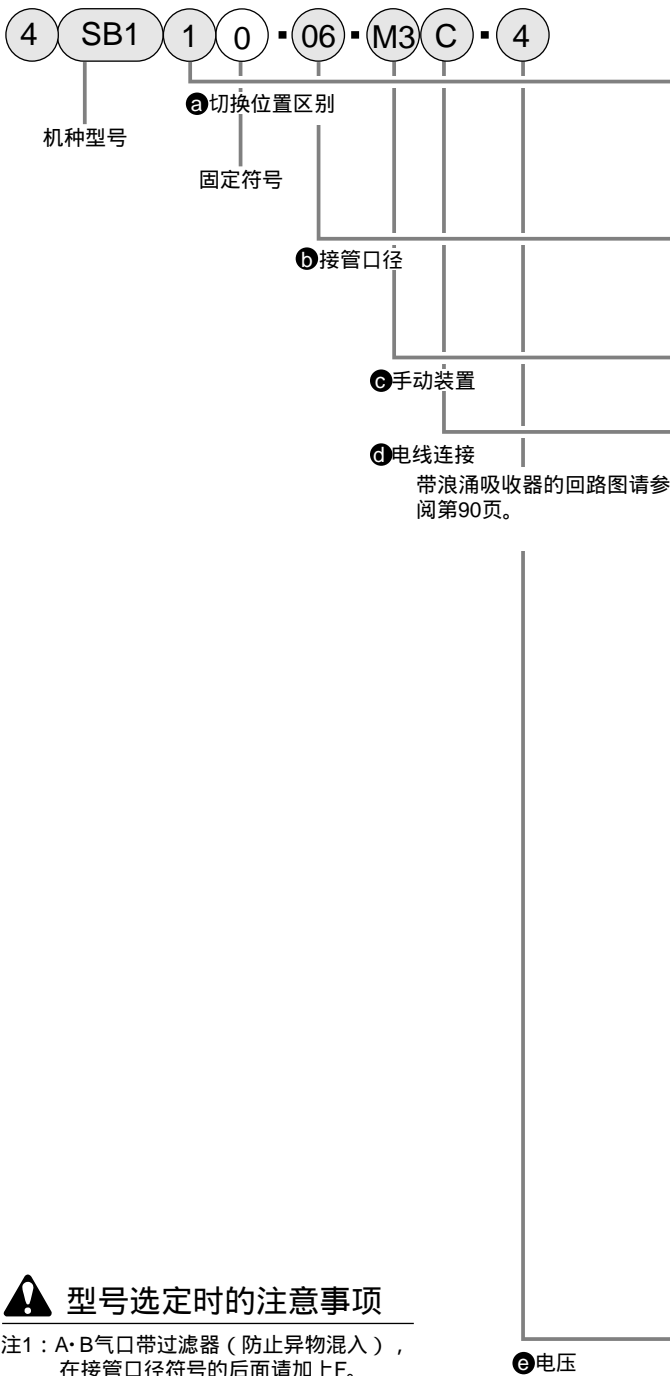 4 SB1 1 0・06・M3 C・4
a切换位置区别
机种型号
固定符号
b接管口径
c手动装置
d电线连接
带浪涌吸收器的回路图请参
阅第90页。
型号选定时的注意事项
注1：A・B气口带过滤器（防止异物混入），
在接管口径符号的后面请加上F。
e电压